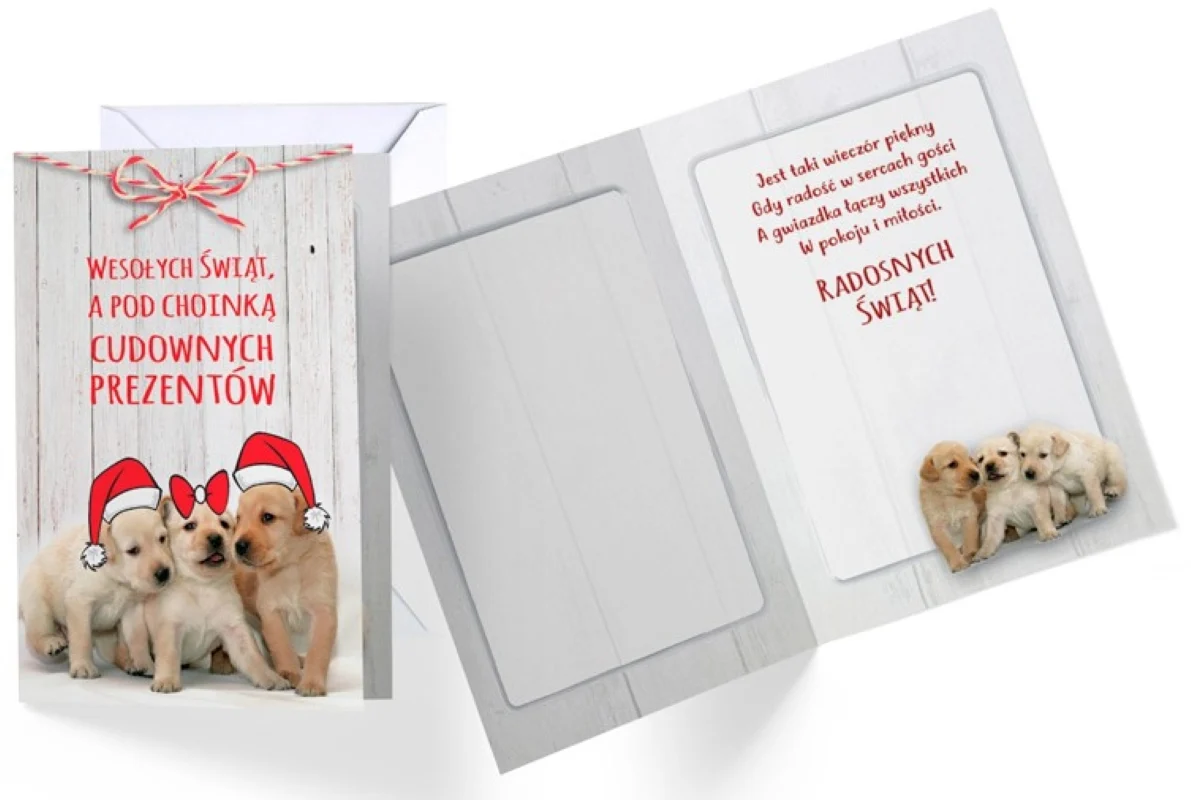 WESOŁYCH ŚWIĄT,
A POD CHOINKĄ
CUDOWNYCH
PREZENTÓW
Jest taki wieczór piękny
Gdy radość w sercach gości
A gwiazdka łączy wszystkich
W pokoju i miłości.
RADOSNYCH
ŚWIĄT!